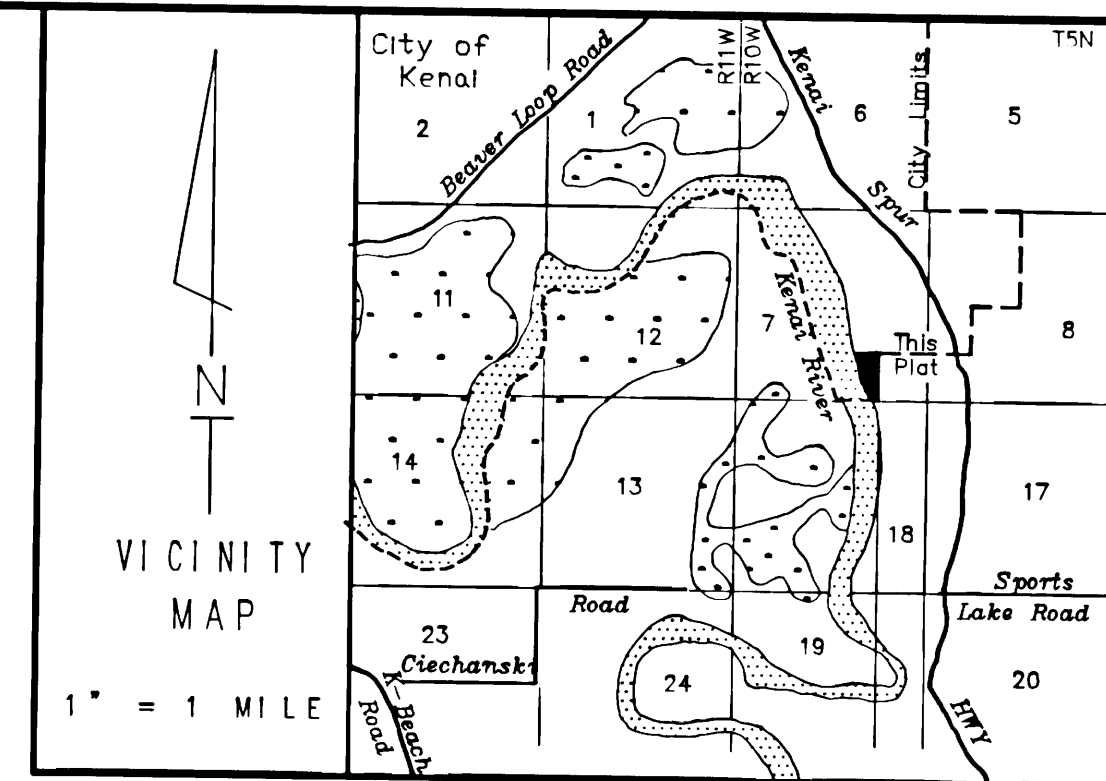 City of
Kenai
Beaver Loop Road
R11W
R10W
Kenai
Spur
City Limits
T5N
2
1
6
5
11
12
7
Kenai River
This
Plat
8
14
13
18
17
N
VICINITY
MAP
1" = 1 MILE
Road
Sports
Lake Road
23
Ciechanski
19
24
20
K-Beach
Road
HWY